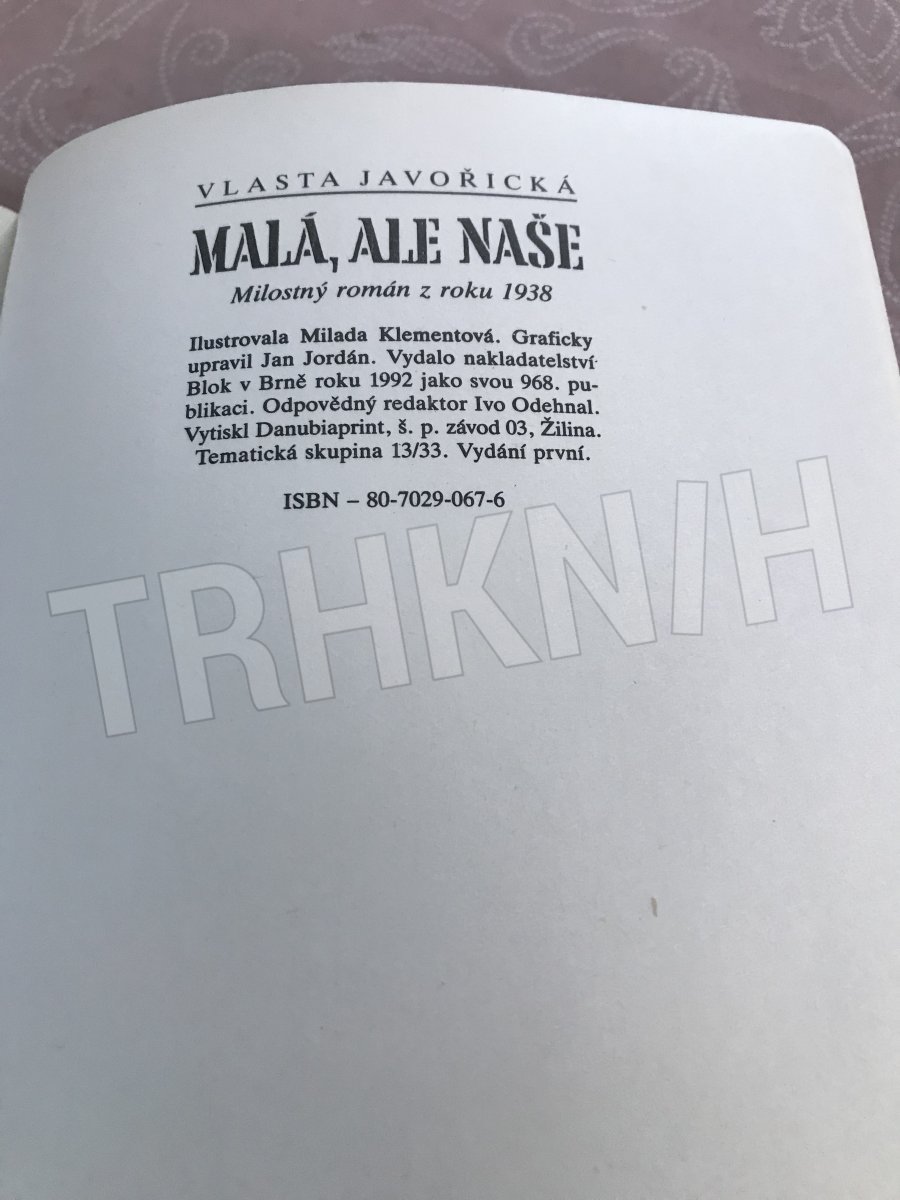 VLASTA JAVOŘICKÁ
MALÁ, ALE NAŠE
Milostný román z roku 1938
Ilustrovala Milada Klementová. Graficky
upravil Jan Jordán. Vydalo nakladatelství
Blok v Brně roku 1992 jako svou 968. pu-
blikaci. Odpovědný redaktor Ivo Odehnal.
Vytiskl Danubiaprint, š. p. závod 03, Žilina.
Tematická skupina 13/33. Vydání první.
ISBN – 80-7029-067-6
TRHKNIH